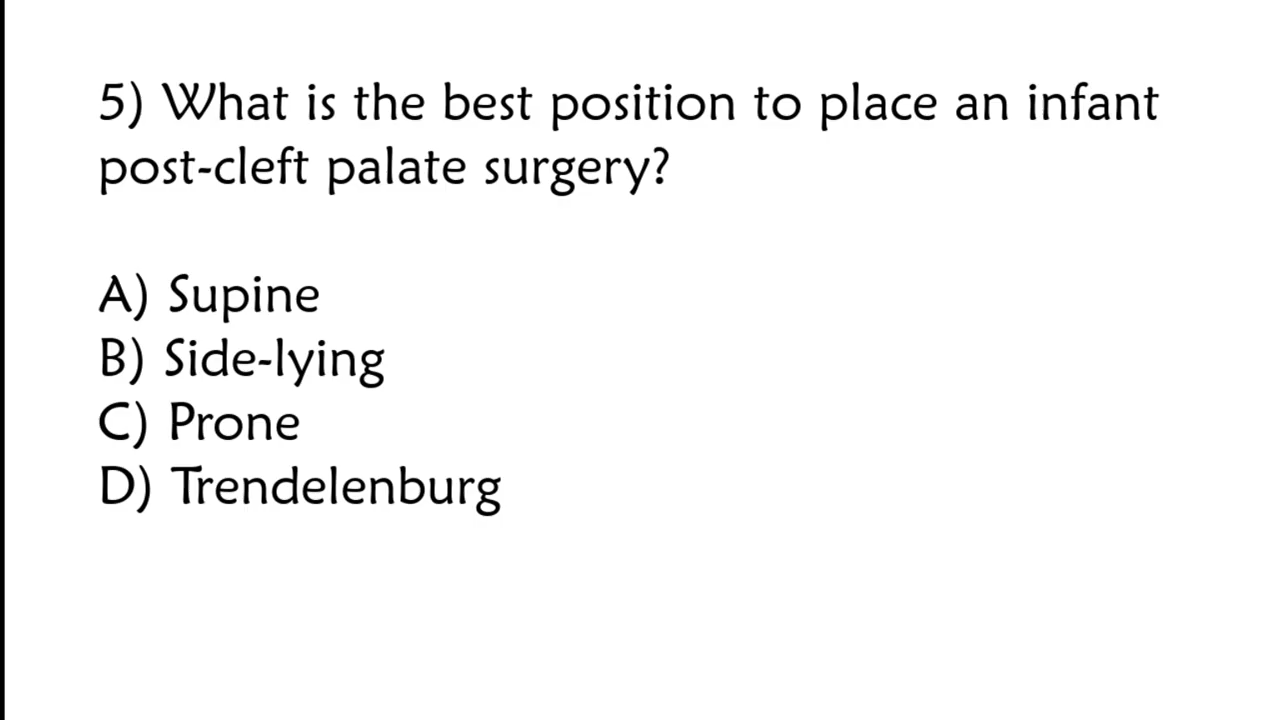 5) What is the best position to place an infant
post-cleft palate surgery?
A) Supine
B) Side-lying
C) Prone
D) Trendelenburg